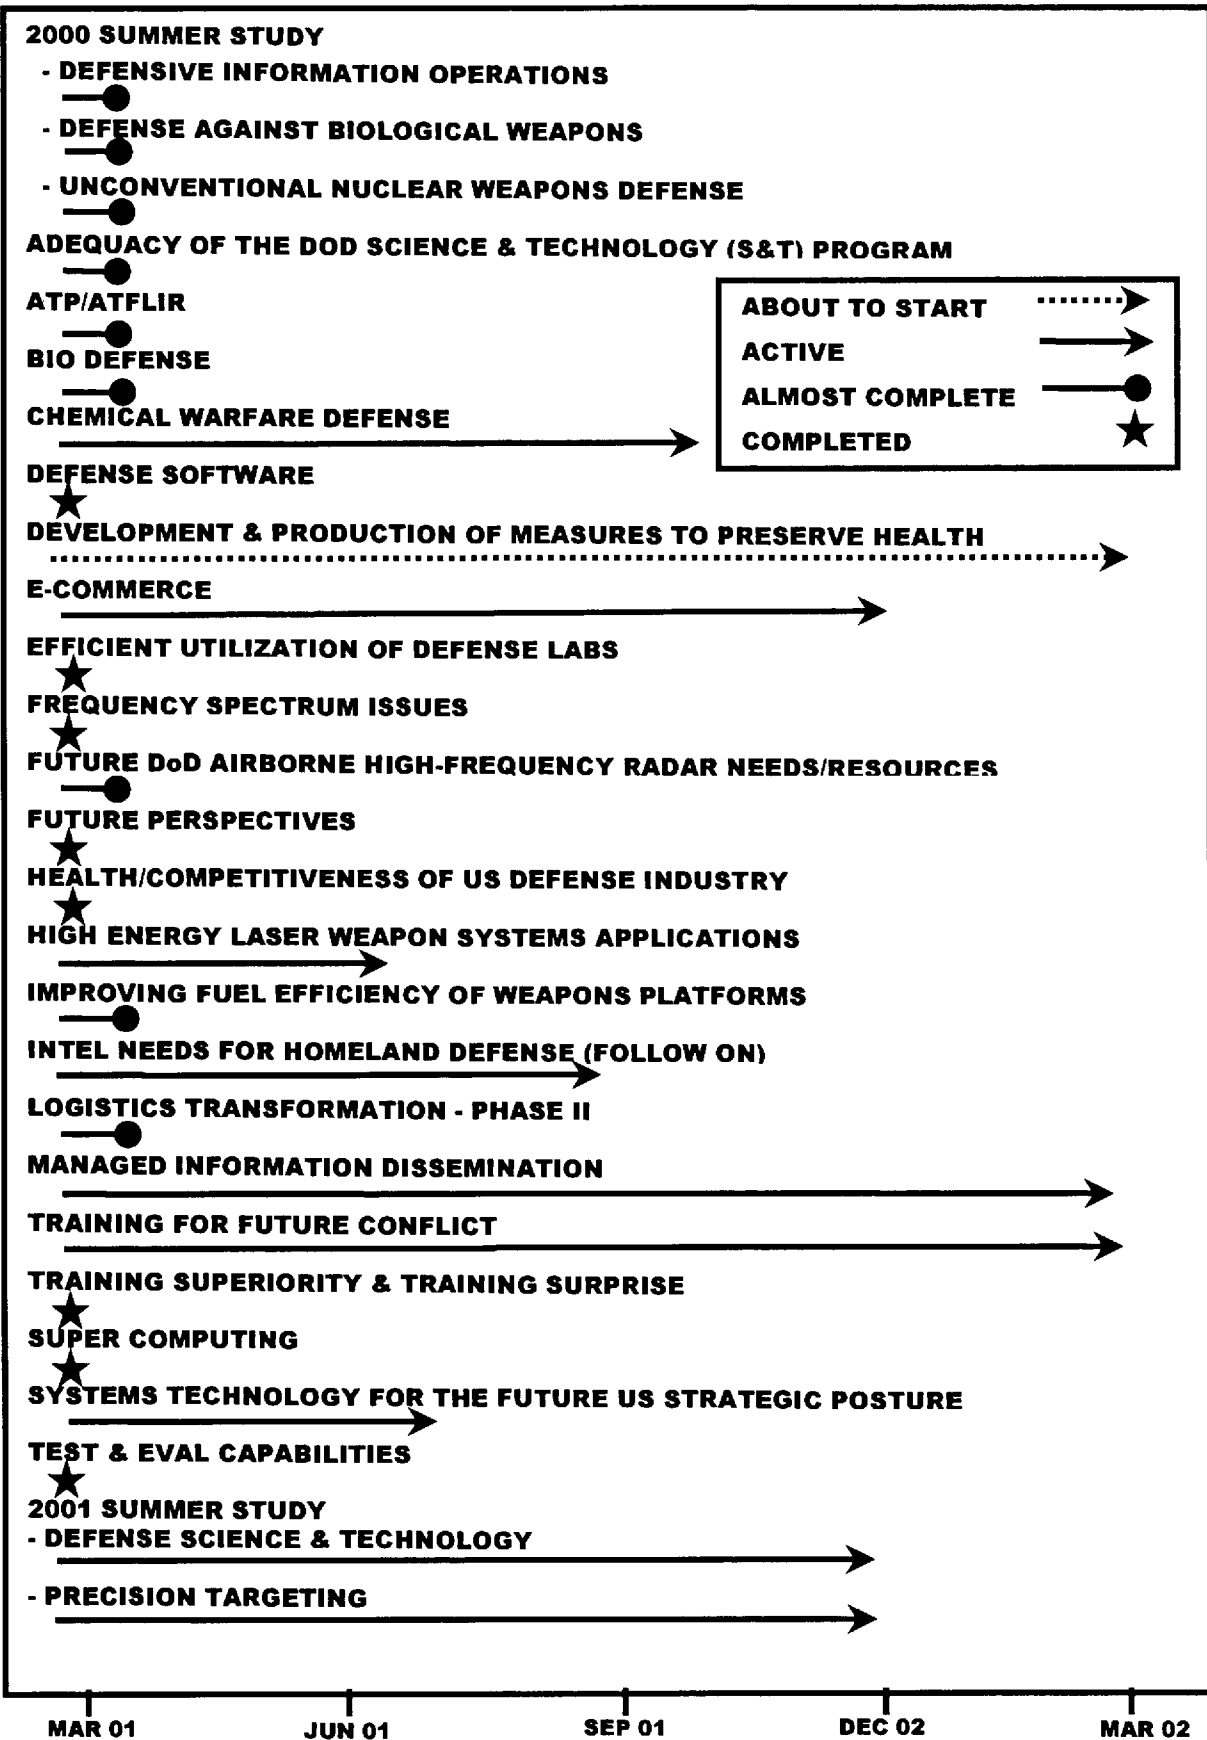 2000 SUMMER STUDY
- DEFENSIVE INFORMATION OPERATIONS
- DEFENSE AGAINST BIOLOGICAL WEAPONS
- UNCONVENTIONAL NUCLEAR WEAPONS DEFENSE
ADEQUACY OF THE DOD SCIENCE & TECHNOLOGY (S&T) PROGRAM
ATP/ATFLIR
BIO DEFENSE
CHEMICAL WARFARE DEFENSE
ABOUT TO START
ACTIVE
ALMOST COMPLETE
COMPLETED
DEFENSE SOFTWARE
DEVELOPMENT & PRODUCTION OF MEASURES TO PRESERVE HEALTH
E-COMMERCE
EFFICIENT UTILIZATION OF DEFENSE LABS
FREQUENCY SPECTRUM ISSUES
FUTURE DoD AIRBORNE HIGH-FREQUENCY RADAR NEEDS/RESOURCES
FUTURE PERSPECTIVES
HEALTH/COMPETITIVENESS OF US DEFENSE INDUSTRY
HIGH ENERGY LASER WEAPON SYSTEMS APPLICATIONS
IMPROVING FUEL EFFICIENCY OF WEAPONS PLATFORMS
INTEL NEEDS FOR HOMELAND DEFENSE (FOLLOW ON)
LOGISTICS TRANSFORMATION - PHASE II
MANAGED INFORMATION DISSEMINATION
TRAINING FOR FUTURE CONFLICT
TRAINING SUPERIORITY & TRAINING SURPRISE
SUPER COMPUTING
SYSTEMS TECHNOLOGY FOR THE FUTURE US STRATEGIC POSTURE
TEST & EVAL CAPABILITIES
2001 SUMMER STUDY
- DEFENSE SCIENCE & TECHNOLOGY
- PRECISION TARGETING
MAR 01 JUN 01 SEP 01 DEC 02 MAR 02